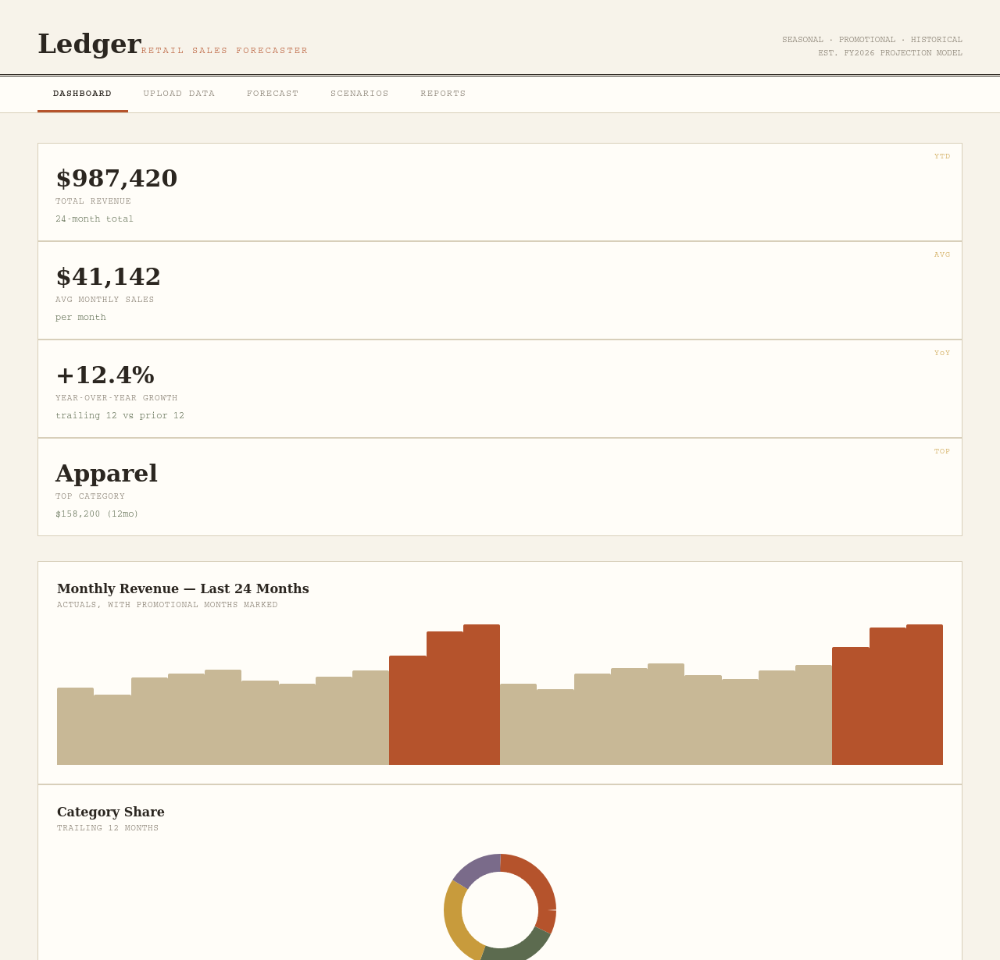 Ledger RETAIL SALES FORECASTER
SEASONAL · PROMOTIONAL · HISTORICAL
EST. FY2026 PROJECTION MODEL
DASHBOARD UPLOAD DATA FORECAST SCENARIOS REPORTS
YTD
$987,420
TOTAL REVENUE
24-month total
AVG
$41,142
AVG MONTHLY SALES
per month
YoY
+12.4%
YEAR-OVER-YEAR GROWTH
trailing 12 vs prior 12
TOP
Apparel
TOP CATEGORY
$158,200 (12mo)
Monthly Revenue — Last 24 Months
ACTUALS, WITH PROMOTIONAL MONTHS MARKED
Category Share
TRAILING 12 MONTHS